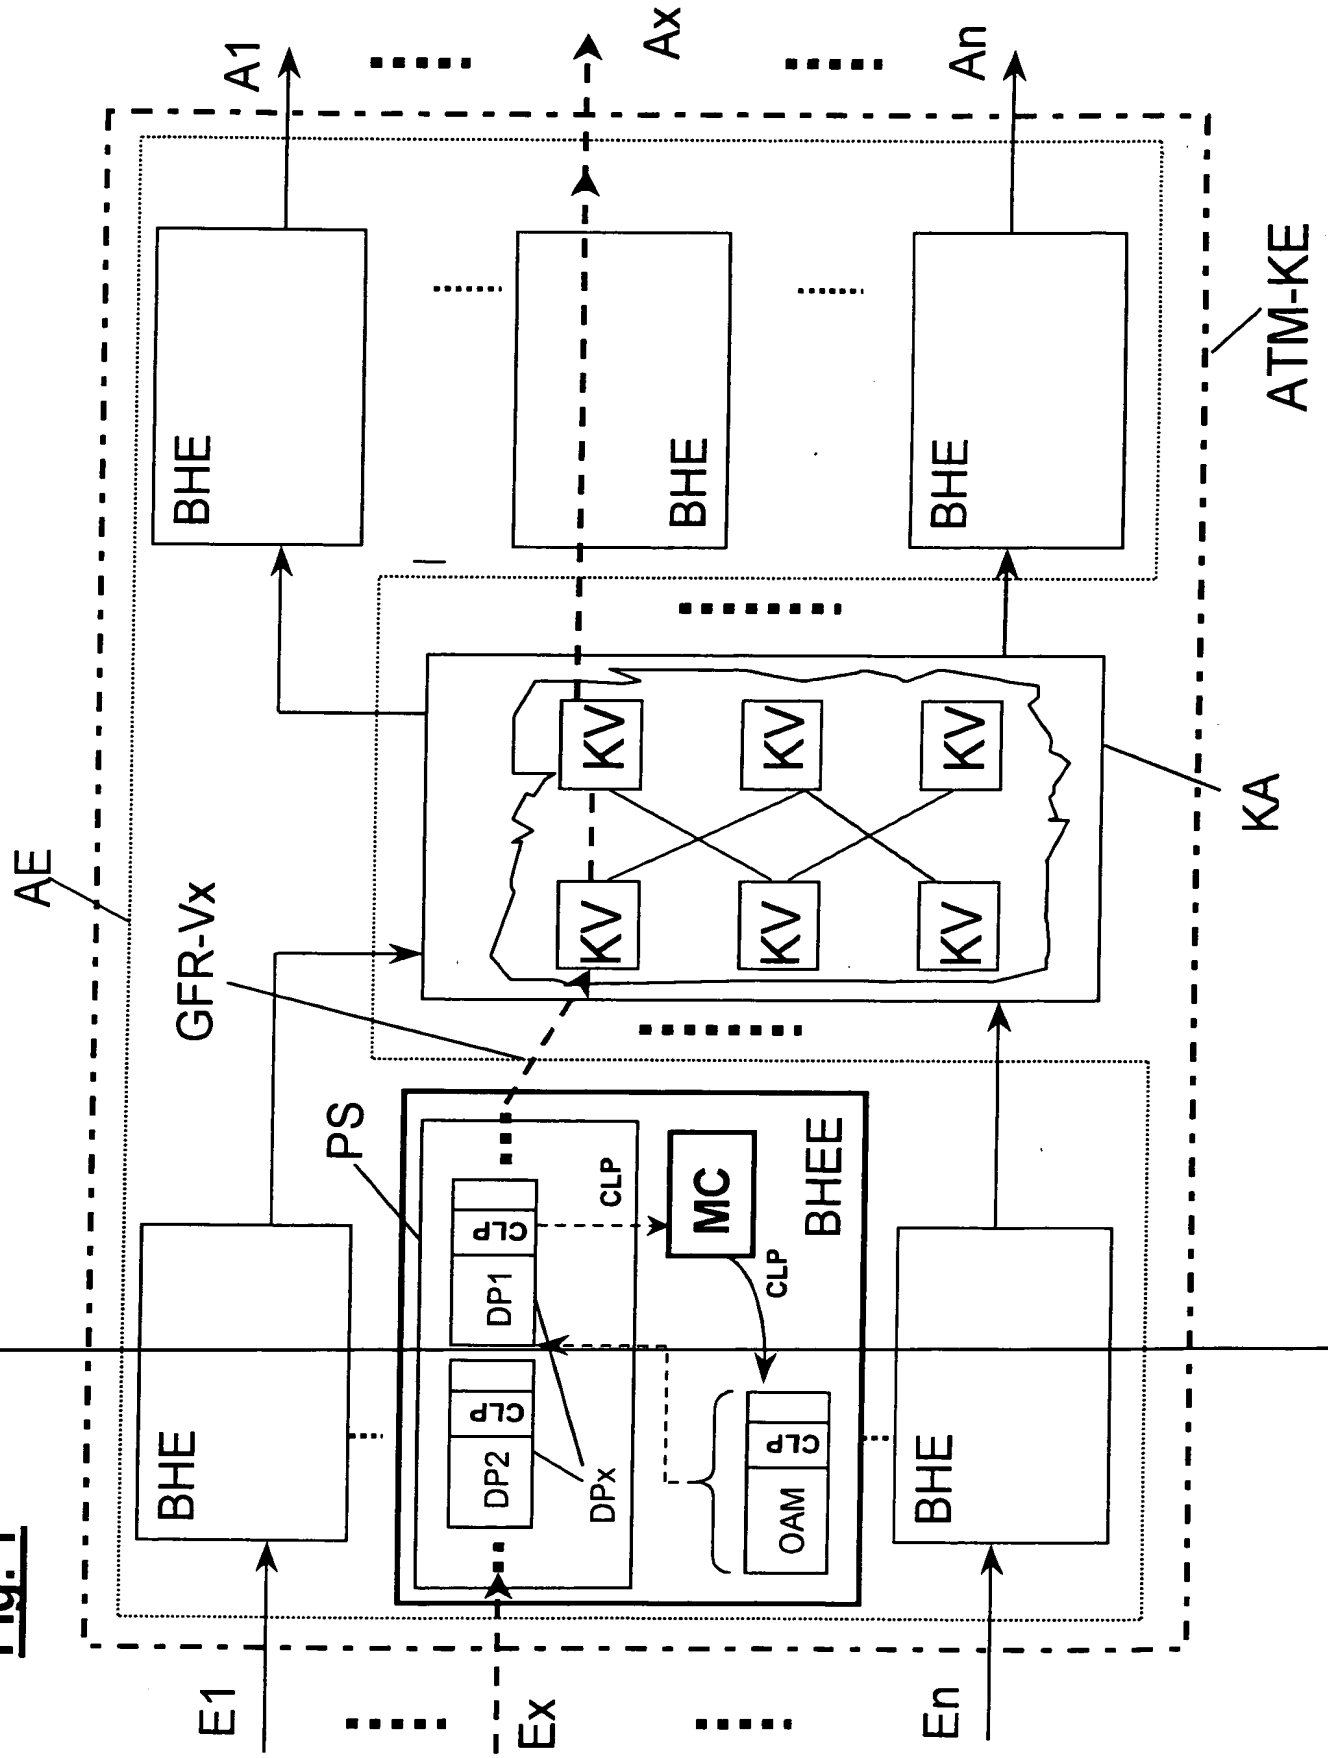 Fig. 1
AE
GFR-Vx
PS
A1
Ax
An
E1
Ex
En
BHE
BHE
BHE
BHE
BHE
BHEE
DP2
CLP
DP1
CLP
DPx
CLP
MC
CLP
OAM
CLP
KV
KV
KV
KV
KV
KV
KA
ATM-KE